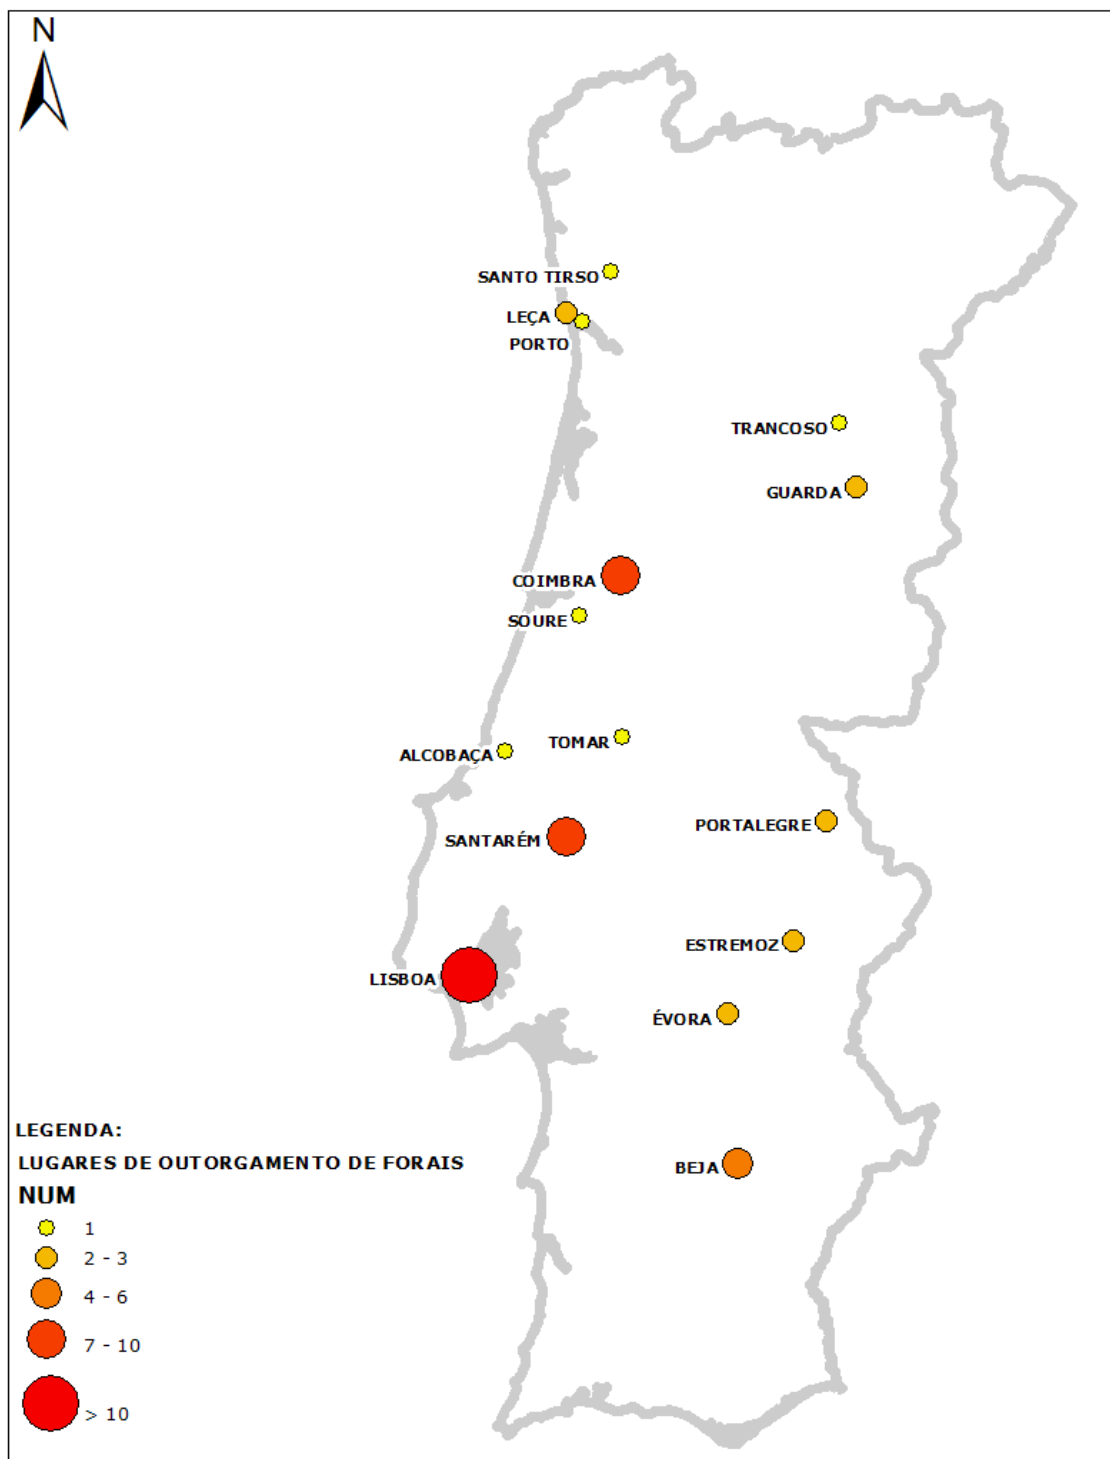 N
SANTO TIRSO
LEÇA
PORTO
TRANCOSO
GUARDA
COIMBRA
SOURE
TOMAR
ALCOBAÇA
PORTALEGRE
SANTARÉM
ESTREMOZ
LISBOA
ÉVORA
BEJA
LEGENDA:
LUGARES DE OUTORGAMENTO DE FORAIS
NUM
1
2 - 3
4 - 6
7 - 10
> 10